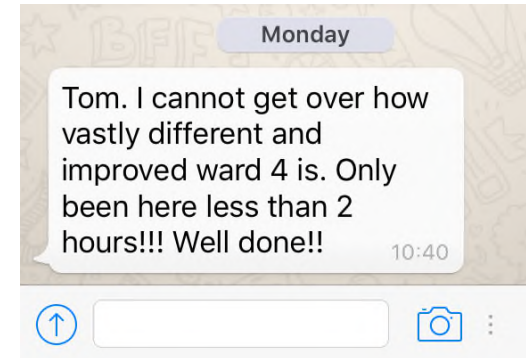 Monday
Tom. I cannot get over how
vastly different and
improved ward 4 is. Only
been here less than 2
hours!!! Well done!!
10:40